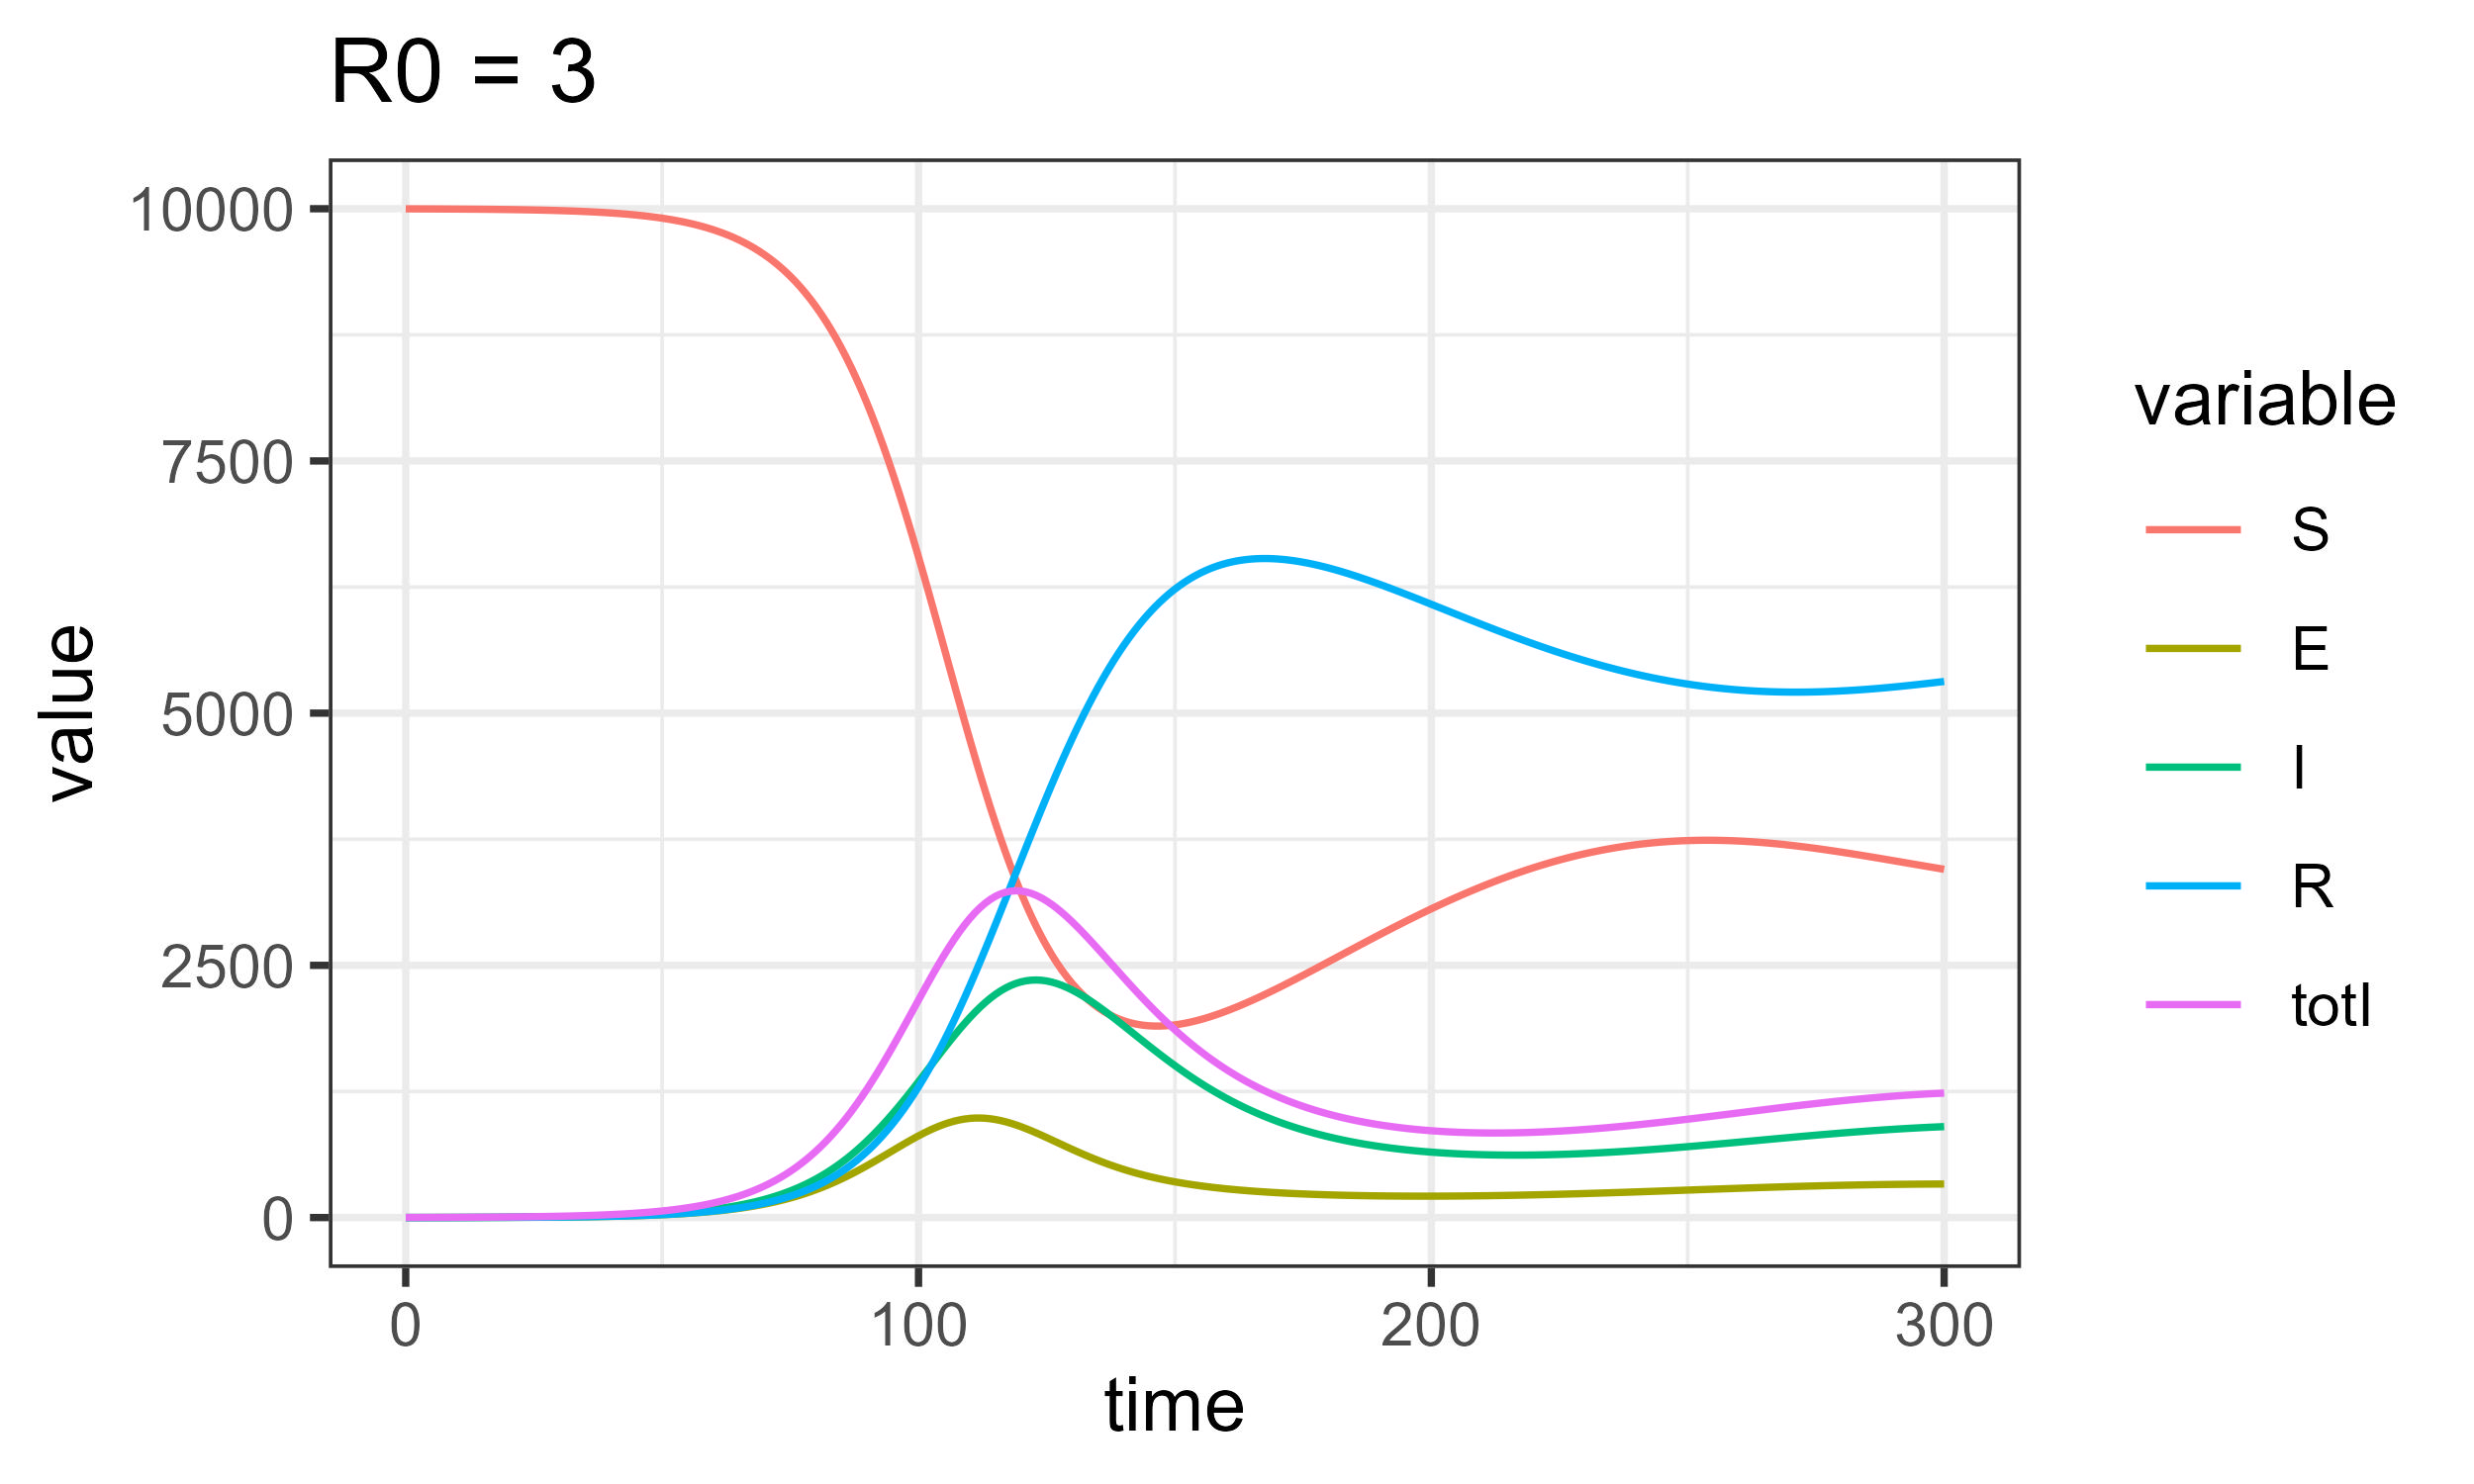 R0 = 3
10000
7500
5000
2500
0
value
0 100 200 300
time
variable
S
E
I
R
totI